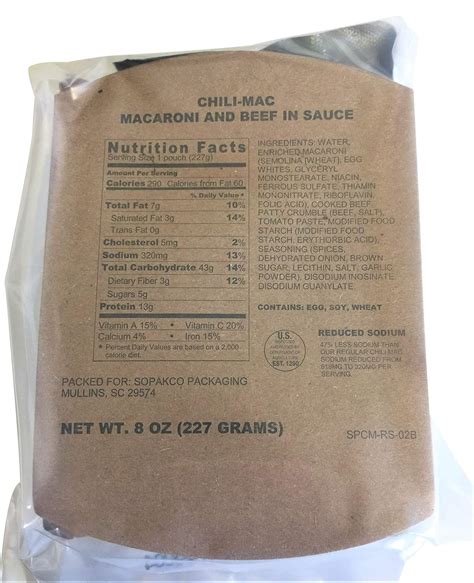 CHILI-MAC
MACARONI AND BEEF IN SAUCE
Nutrition Facts
Serving Size 1 pouch (227g)
Amount Per Serving
Calories 290 Calories from Fat 60
% Daily Value*
Total Fat 7g 10%
Saturated Fat 3g 14%
Trans Fat 0g
Cholesterol 5mg 2%
Sodium 320mg 13%
Total Carbohydrate 43g 14%
Dietary Fiber 3g 12%
Sugars 5g
Protein 13g
Vitamin A 15% • Vitamin C 20%
Calcium 4% • Iron 15%
* Percent Daily Values are based on a 2,000
calorie diet.
INGREDIENTS: WATER,
ENRICHED MACARONI
(SEMOLINA [WHEAT], EGG
WHITES, GLYCERYL
MONOSTEARATE, NIACIN,
FERROUS SULFATE, THIAMIN
MONONITRATE, RIBOFLAVIN,
FOLIC ACID), COOKED BEEF
PATTY CRUMBLE (BEEF, SALT),
TOMATO PASTE, MODIFIED FOOD
STARCH (MODIFIED FOOD
STARCH, ERYTHORBIC ACID),
SEASONING (SPICES,
DEHYDRATED ONION, BROWN
SUGAR, LECITHIN, SALT, GARLIC
POWDER), DISODIUM INOSINATE,
DISODIUM GUANYLATE.
CONTAINS: EGG, SOY, WHEAT
U.S.
DEPARTMENT OF
AGRICULTURE
EST. 1290
REDUCED SODIUM
47% LESS SODIUM THAN
OUR REGULAR CHILI MAC
SODIUM REDUCED FROM
TO 320MG PER
SERVING.
PACKED FOR: SOPAKCO PACKAGING
MULLINS, SC 29574
NET WT. 8 OZ (227 GRAMS)
SPCM-RS-02B